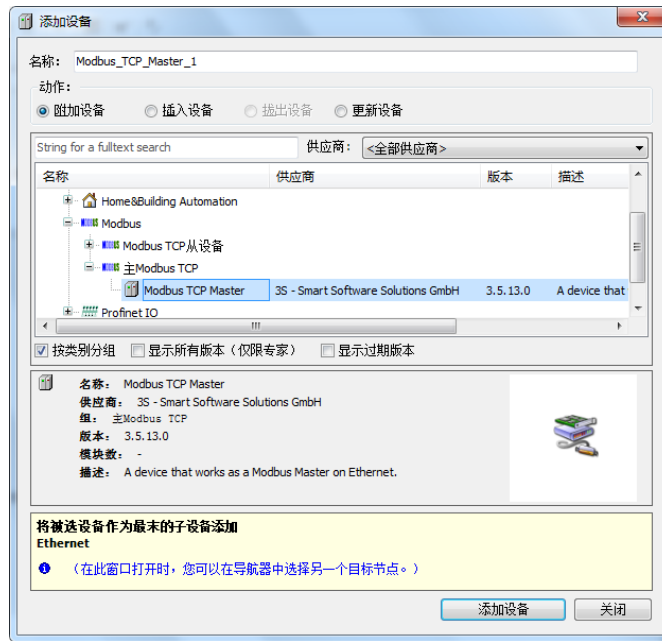 添加设备
名称: Modbus_TCP_Master_1
动作:
附加设备 插入设备 拔出设备 更新设备
String for a fulltext search 供应商: <全部供应商>
名称 供应商 版本 描述
Home&Building Automation
Modbus
Modbus TCP从设备
主Modbus TCP
Modbus TCP Master 3S - Smart Software Solutions GmbH 3.5.13.0 A device that
Profinet IO
按类别分组 显示所有版本(仅限专家) 显示过期版本
名称: Modbus TCP Master
供应商: 3S - Smart Software Solutions GmbH
组: 主Modbus TCP
版本: 3.5.13.0
模块数: -
描述: A device that works as a Modbus Master on Ethernet.
将被选设备作为最末的子设备添加
Ethernet
(在此窗口打开时,您可以在导航器中选择另一个目标节点。)
添加设备 关闭